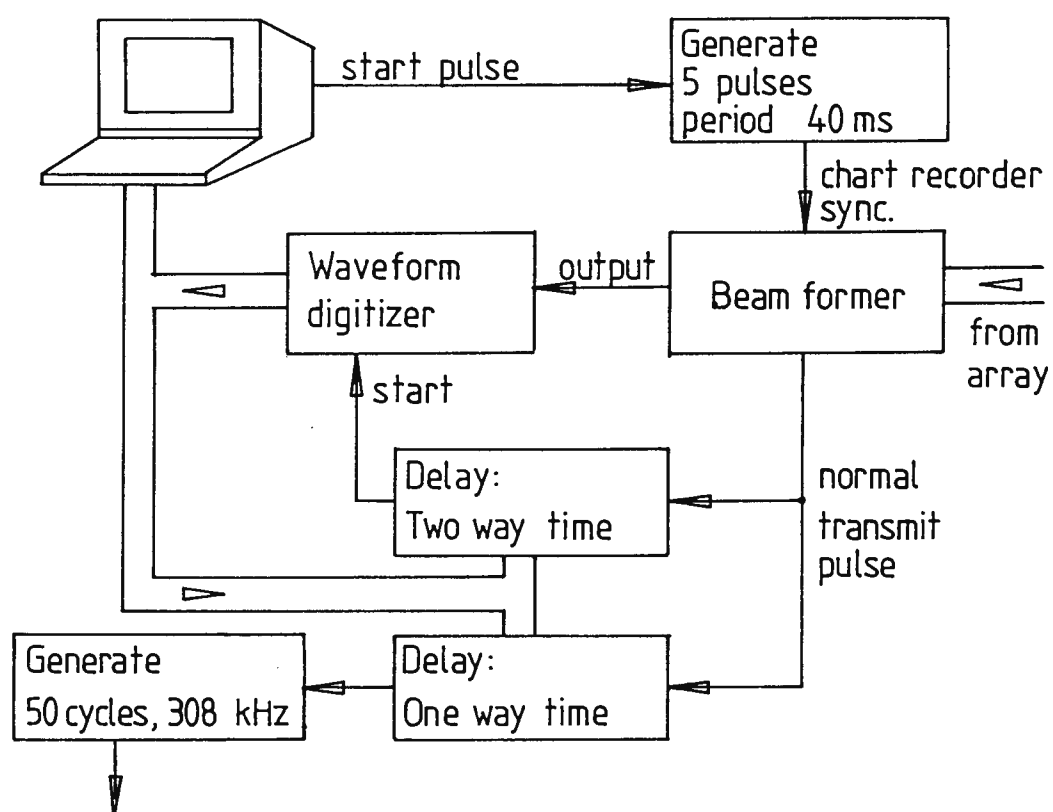 start pulse
Generate
5 pulses
period 40 ms
chart recorder
sync.
Waveform
digitizer
output
Beam former
from
array
start
Delay:
Two way time
normal
transmit
pulse
Generate
50 cycles, 308 kHz
Delay:
One way time